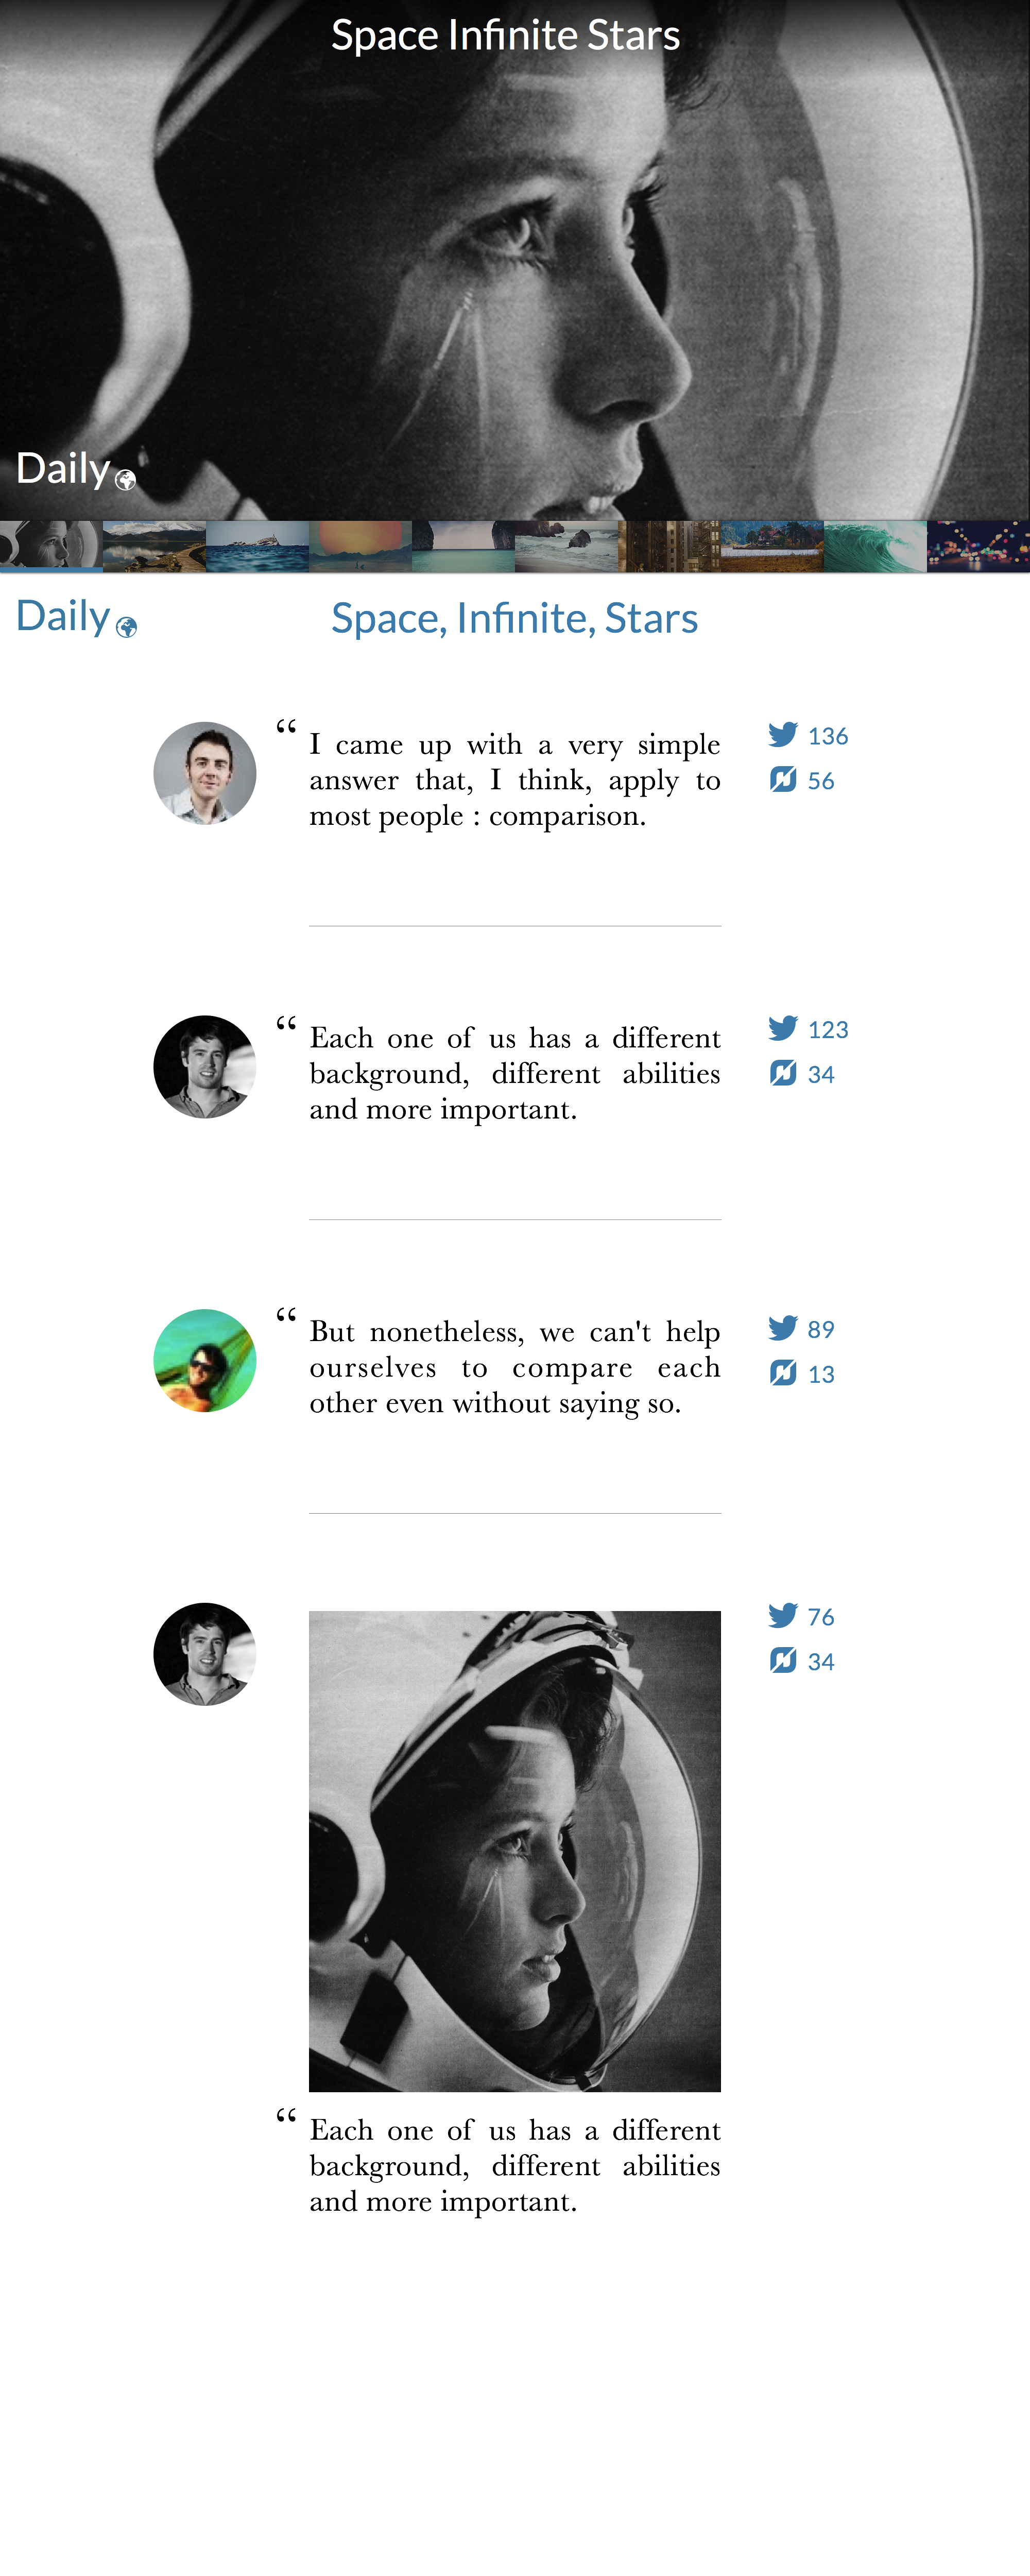 Space Infinite Stars
Daily
Daily
Space, Infinite, Stars
“ I came up with a very simple
answer that, I think, apply to
most people : comparison.
136
56
“ Each one of us has a different
background, different abilities
and more important.
123
34
“ But nonetheless, we can't help
ourselves to compare each
other even without saying so.
89
13
76
34
“ Each one of us has a different
background, different abilities
and more important.